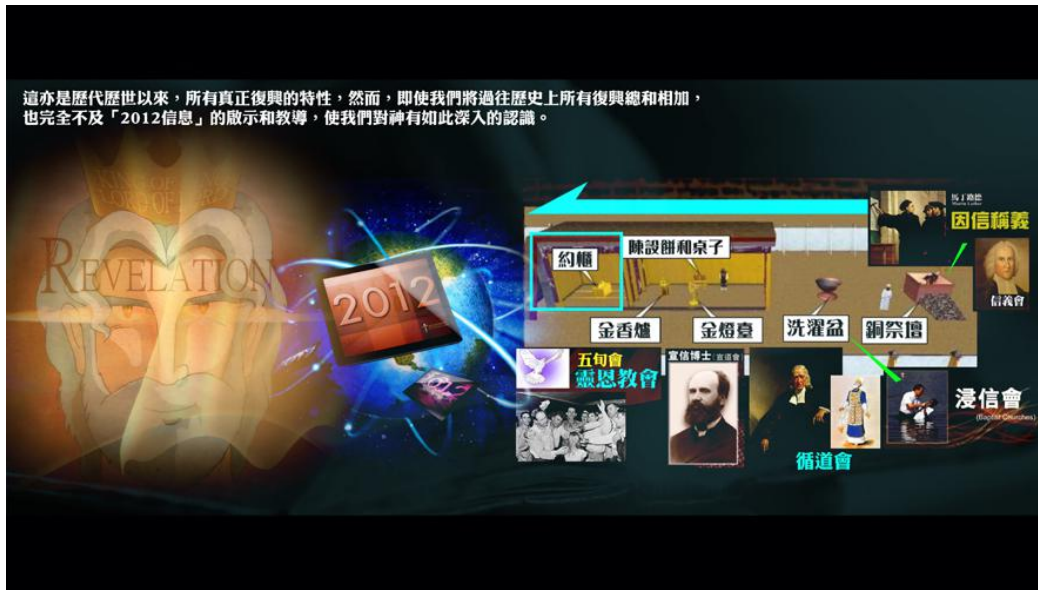 這亦是歷代歷世以來，所有真正復興的特性，然而，即使我們將過往歷史上所有復興總和相加，
也完全不及「2012信息」的啟示和教導，使我們對神有如此深入的認識。
REVELATION
2012
馬丁路德
Martin Luther
因信稱義
信義會
約櫃
陳設餅和桌子
金香爐
金燈臺
洗濯盆
銅祭壇
五旬會
靈恩教會
宣信博士(宣道會)
循道會
浸信會
(Baptist Churches)